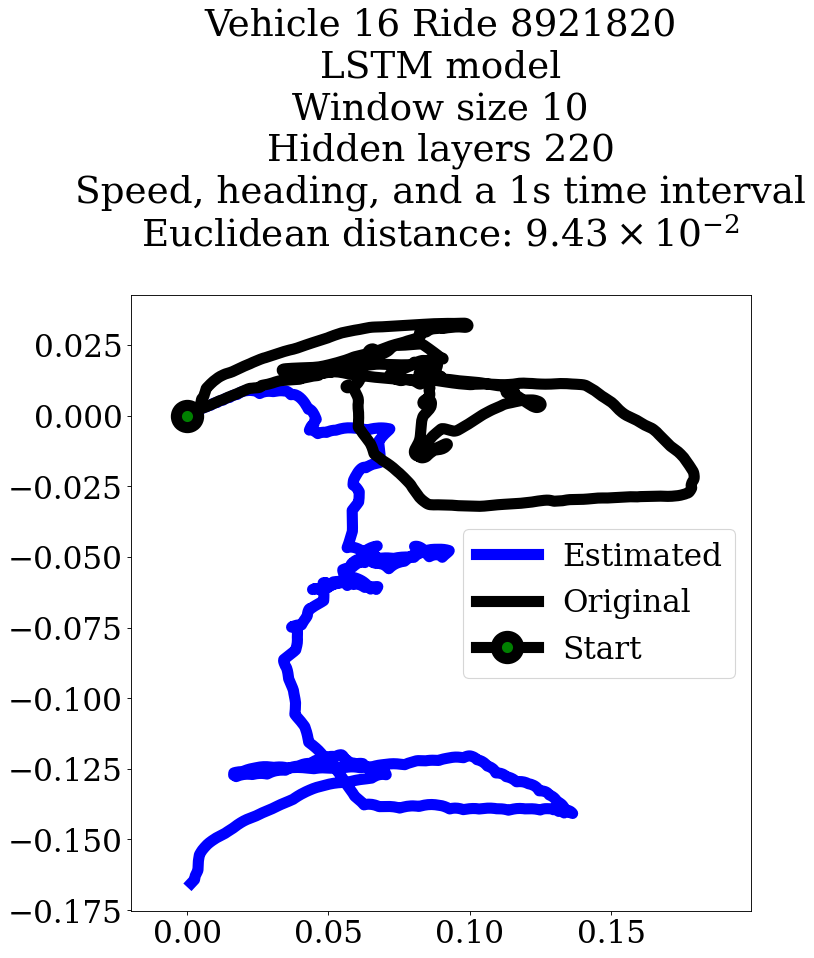 Vehicle 16 Ride 8921820
LSTM model
Window size 10
Hidden layers 220
Speed, heading, and a 1s time interval
Euclidean distance: 9.43 × 10⁻²
0.025
0.000
−0.025
−0.050
−0.075
−0.100
−0.125
−0.150
−0.175
Estimated
Original
Start
0.00 0.05 0.10 0.15